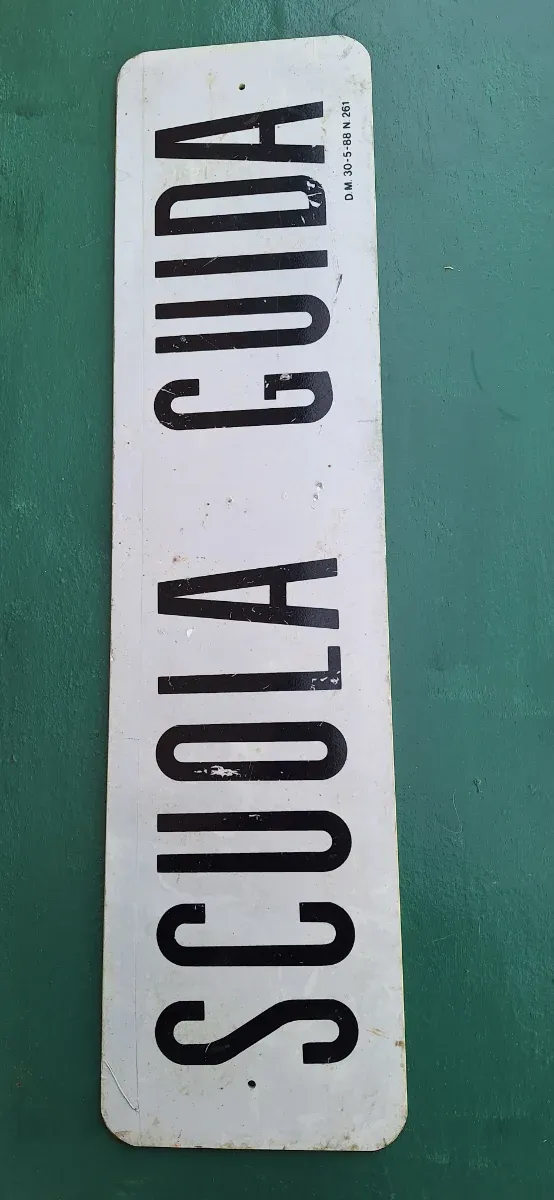 SCUOLA GUIDA
D.M. 30-5-88 N 261